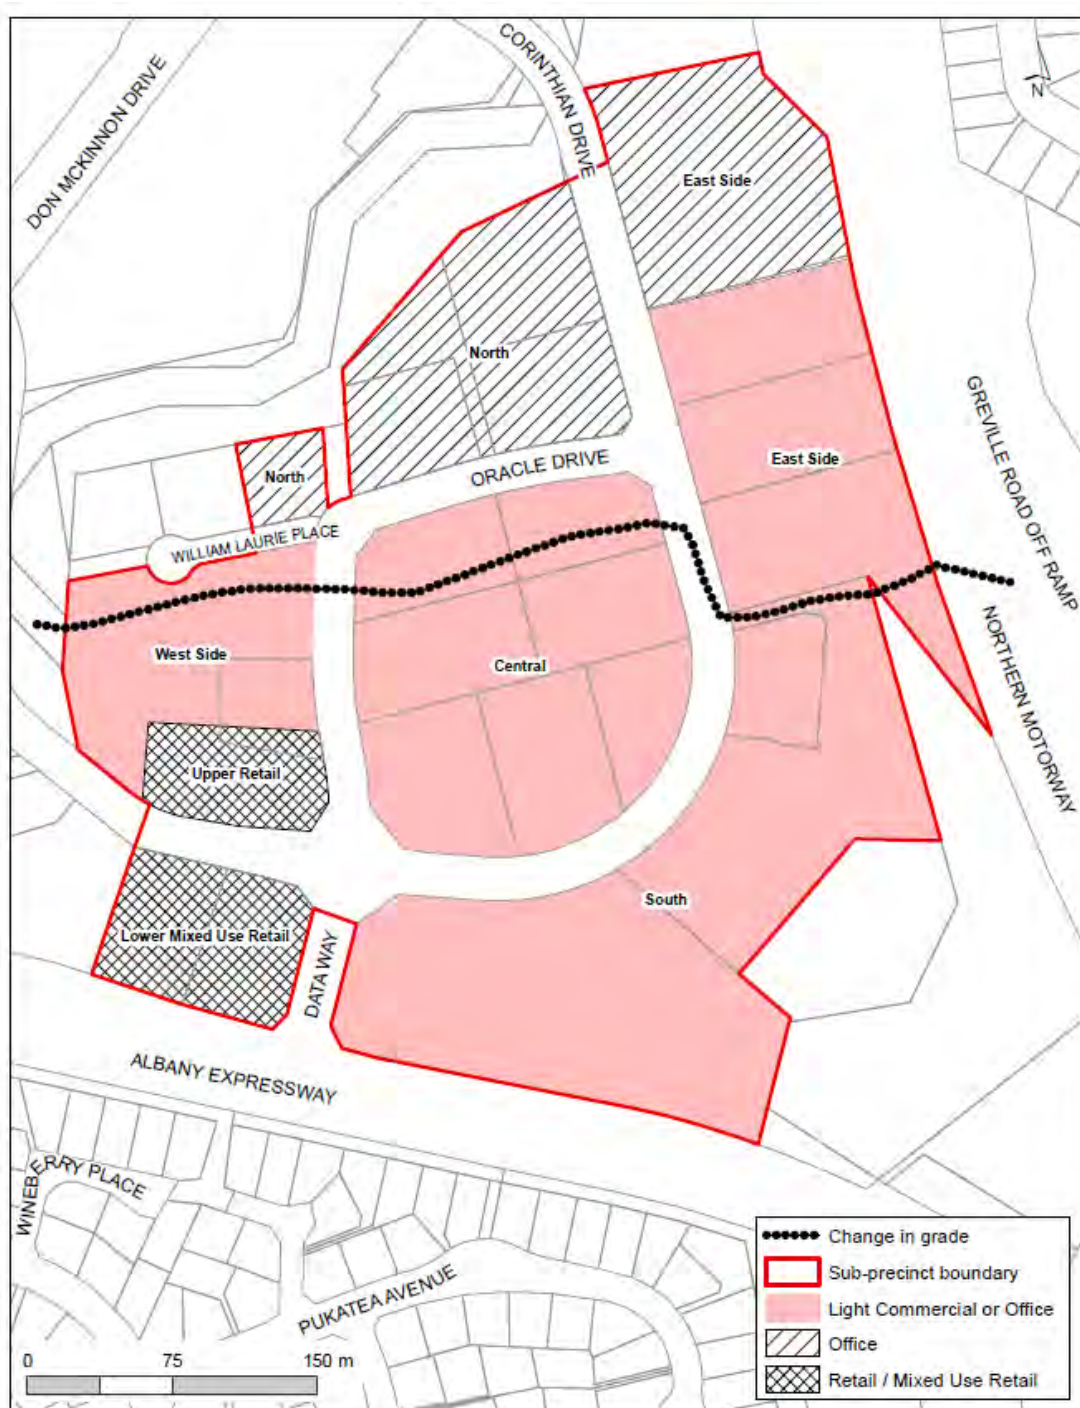 CORINTHIAN DRIVE
DON MCKINNON DRIVE
N
East Side
North
GREVILLE ROAD OFF RAMP
East Side
ORACLE DRIVE
North
WILLIAM LAURIE PLACE
NORTHERN MOTORWAY
West Side
Central
Upper Retail
South
Lower Mixed Use Retail
DATA WAY
ALBANY EXPRESSWAY
WINEBERRY PLACE
PUKATEA AVENUE
Change in grade
Sub-precinct boundary
Light Commercial or Office
Office
Retail / Mixed Use Retail
0 75 150 m